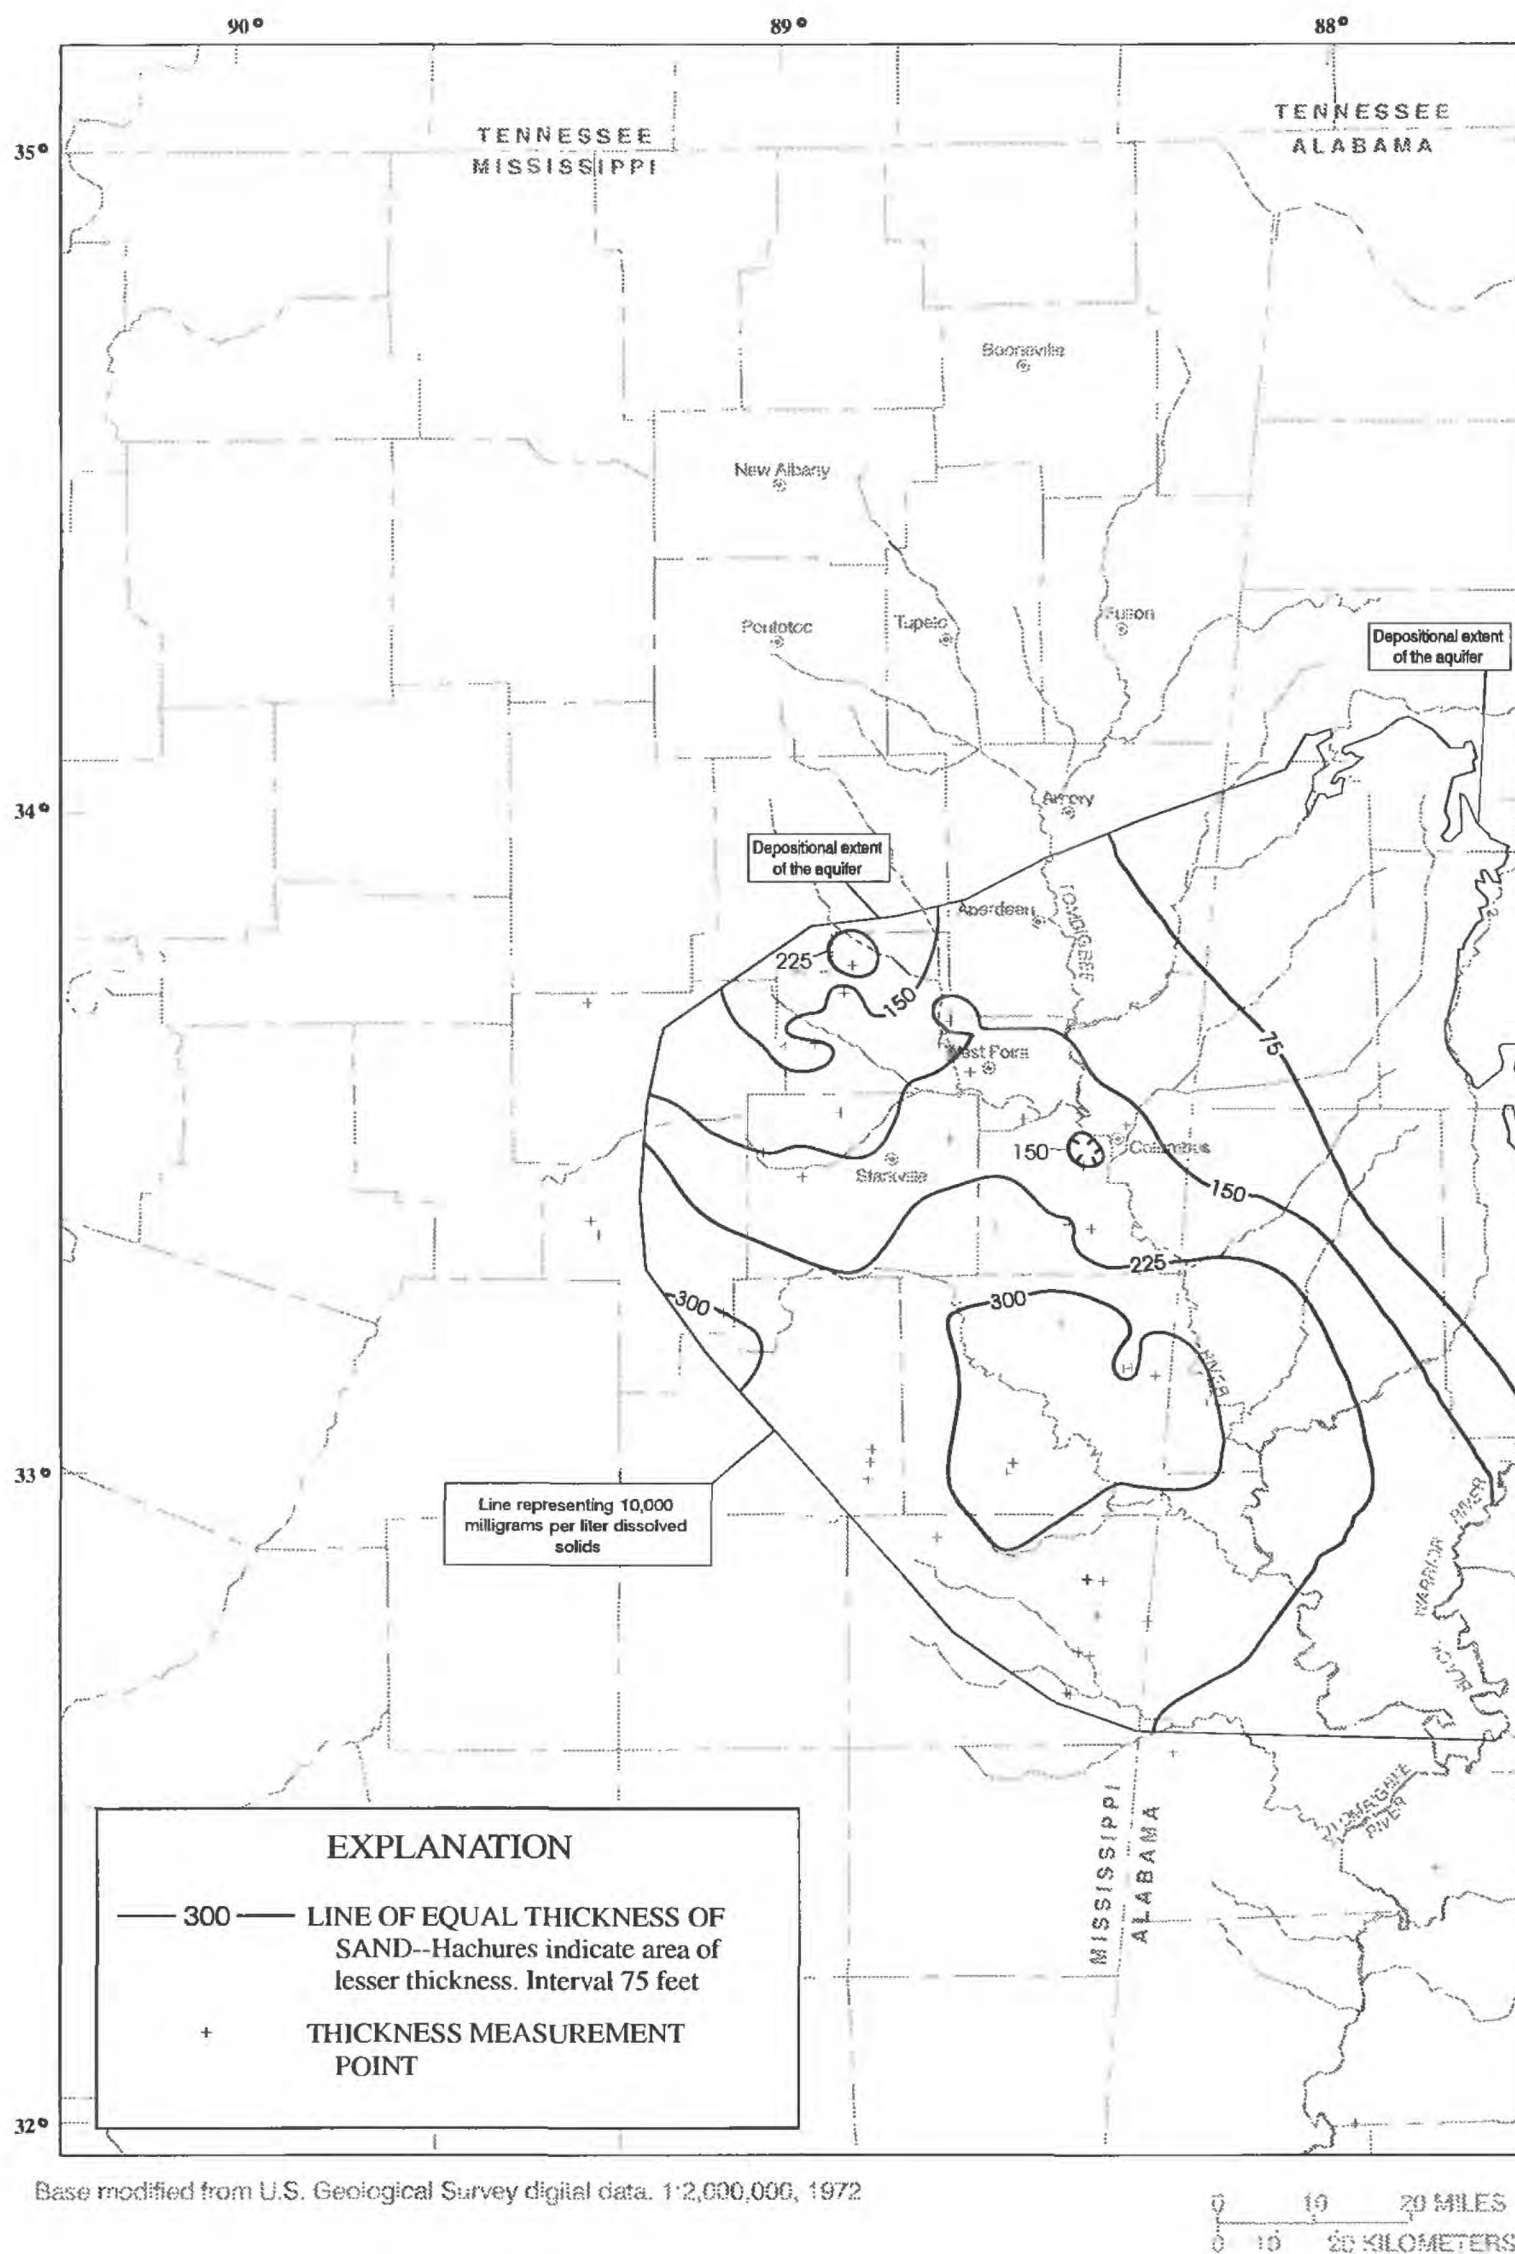 90° 89° 88°
TENNESSEE
MISSISSIPPI
TENNESSEE
ALABAMA
35°
Booneville
New Albany
Pontotoc
Tupelo
Fulton
Depositional extent
of the aquifer
34°
Amory
Depositional extent
of the aquifer
Aberdeen
TOMBIGBEE
225
150
75
West Point
150
Columbus
Starkville
150
225
300
300
RIVER
33°
Line representing 10,000
milligrams per liter dissolved
solids
RIVER
WARRIOR
BLACK
RIVER
MISSISSIPPI
ALABAMA
EXPLANATION
300 LINE OF EQUAL THICKNESS OF
SAND--Hachures indicate area of
lesser thickness. Interval 75 feet
+ THICKNESS MEASUREMENT
POINT
32°
Base modified from U.S. Geological Survey digital data. 1:2,000,000, 1972
0 10 20 MILES
0 10 20 KILOMETERS